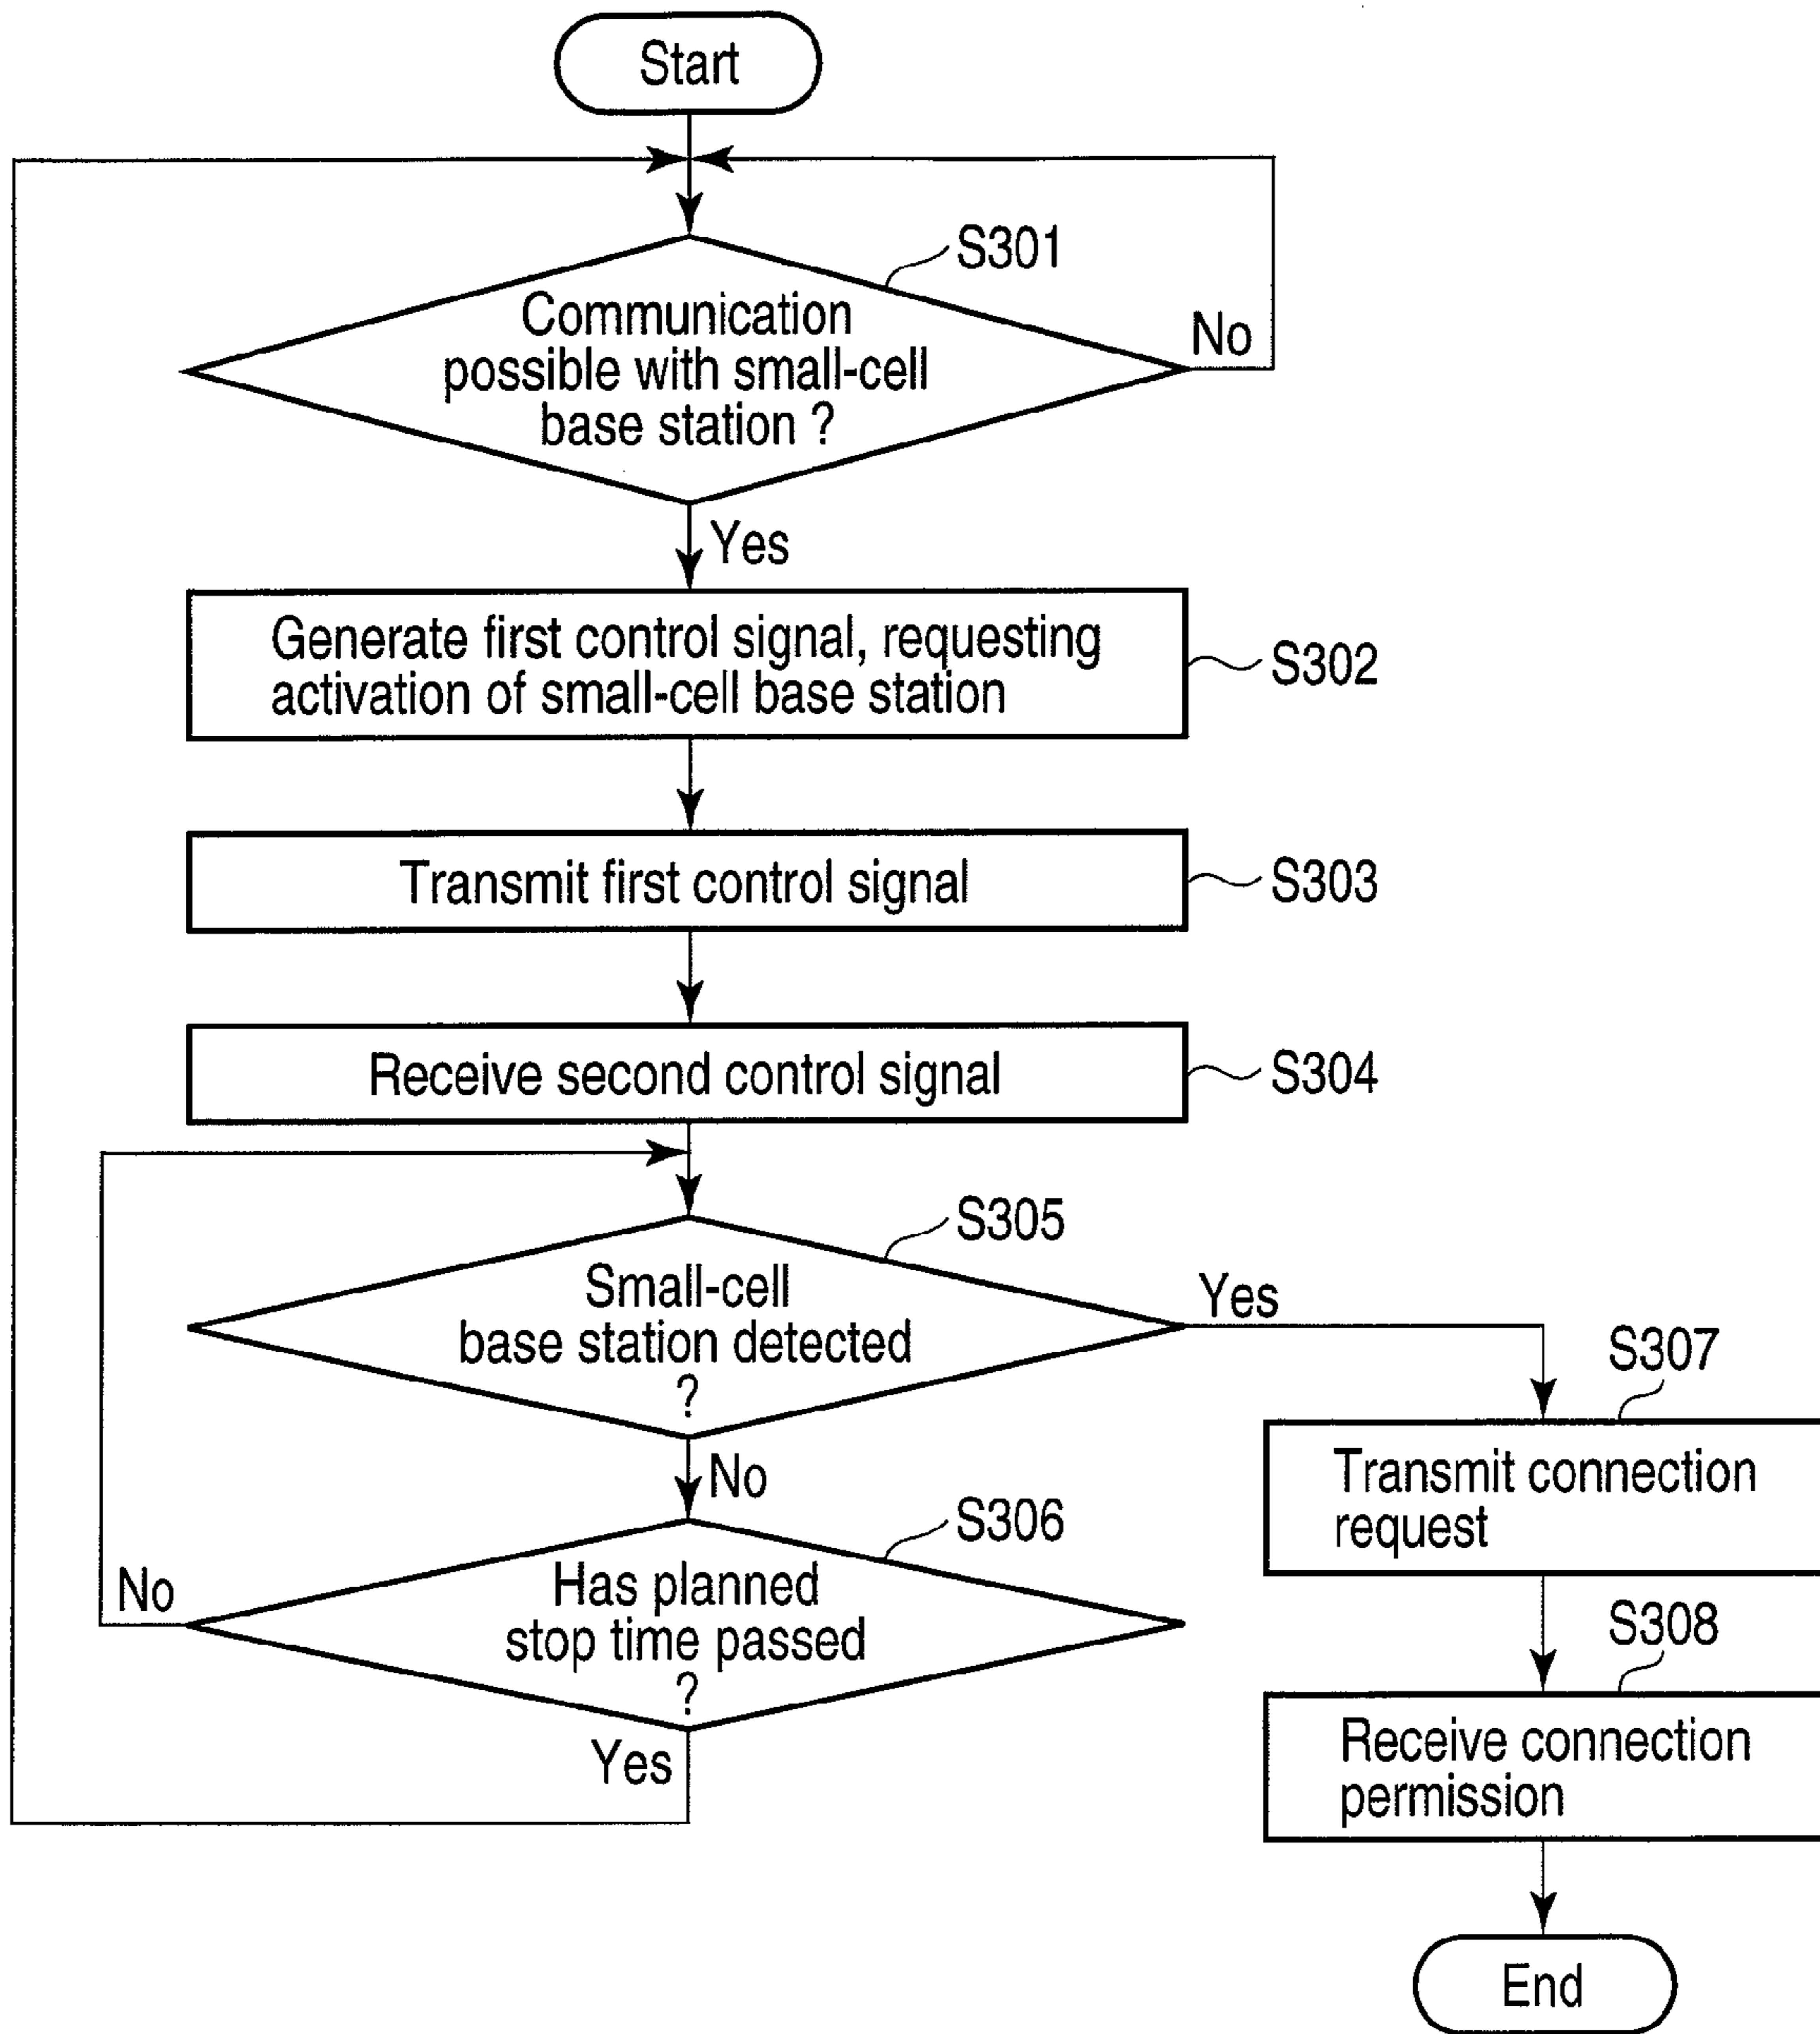 Start
S301
Communication
possible with small-cell
base station ?
No
Yes
Generate first control signal, requesting
activation of small-cell base station
S302
Transmit first control signal
S303
Receive second control signal
S304
S305
Small-cell
base station detected
?
Yes
No
S306
Has planned
stop time passed
?
No
Yes
S307
Transmit connection
request
S308
Receive connection
permission
End